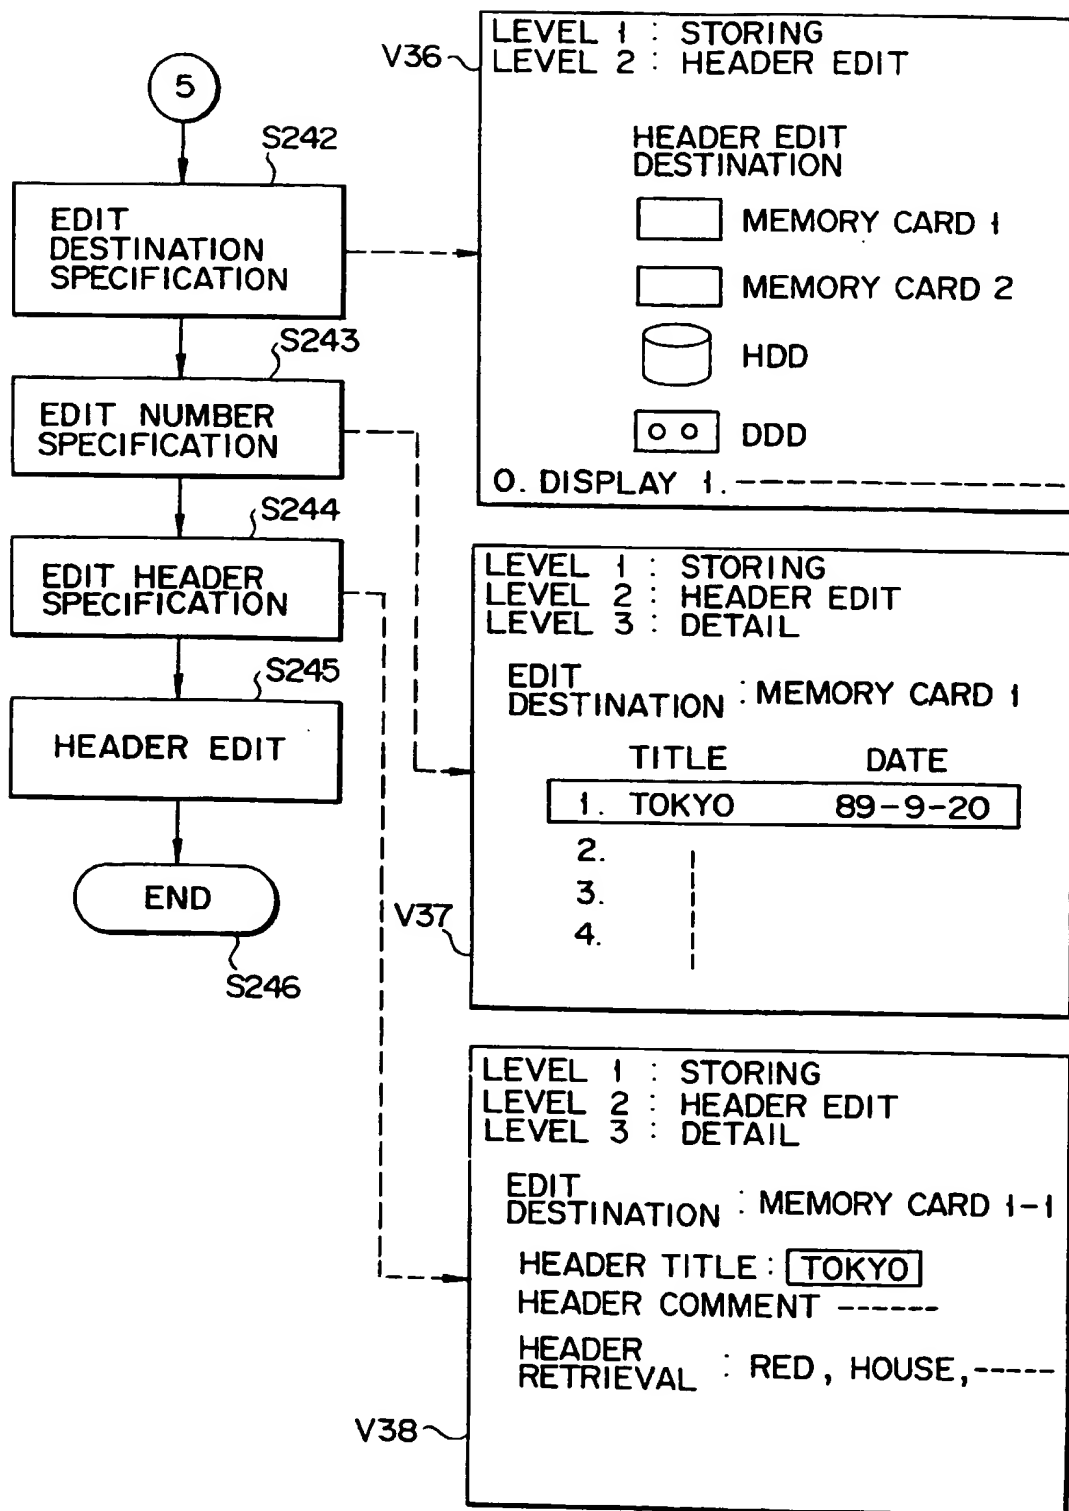 5
S242
EDIT
DESTINATION
SPECIFICATION
S243
EDIT NUMBER
SPECIFICATION
S244
EDIT HEADER
SPECIFICATION
S245
HEADER EDIT
END
S246
V36
LEVEL 1 : STORING
LEVEL 2 : HEADER EDIT
HEADER EDIT
DESTINATION
MEMORY CARD 1
MEMORY CARD 2
HDD
DDD
0. DISPLAY 1.
V37
LEVEL 1 : STORING
LEVEL 2 : HEADER EDIT
LEVEL 3 : DETAIL
EDIT
DESTINATION : MEMORY CARD 1
TITLE DATE
1. TOKYO 89-9-20
2.
3.
4.
V38
LEVEL 1 : STORING
LEVEL 2 : HEADER EDIT
LEVEL 3 : DETAIL
EDIT
DESTINATION : MEMORY CARD 1-1
HEADER TITLE : TOKYO
HEADER COMMENT ------
HEADER
RETRIEVAL : RED, HOUSE,-----